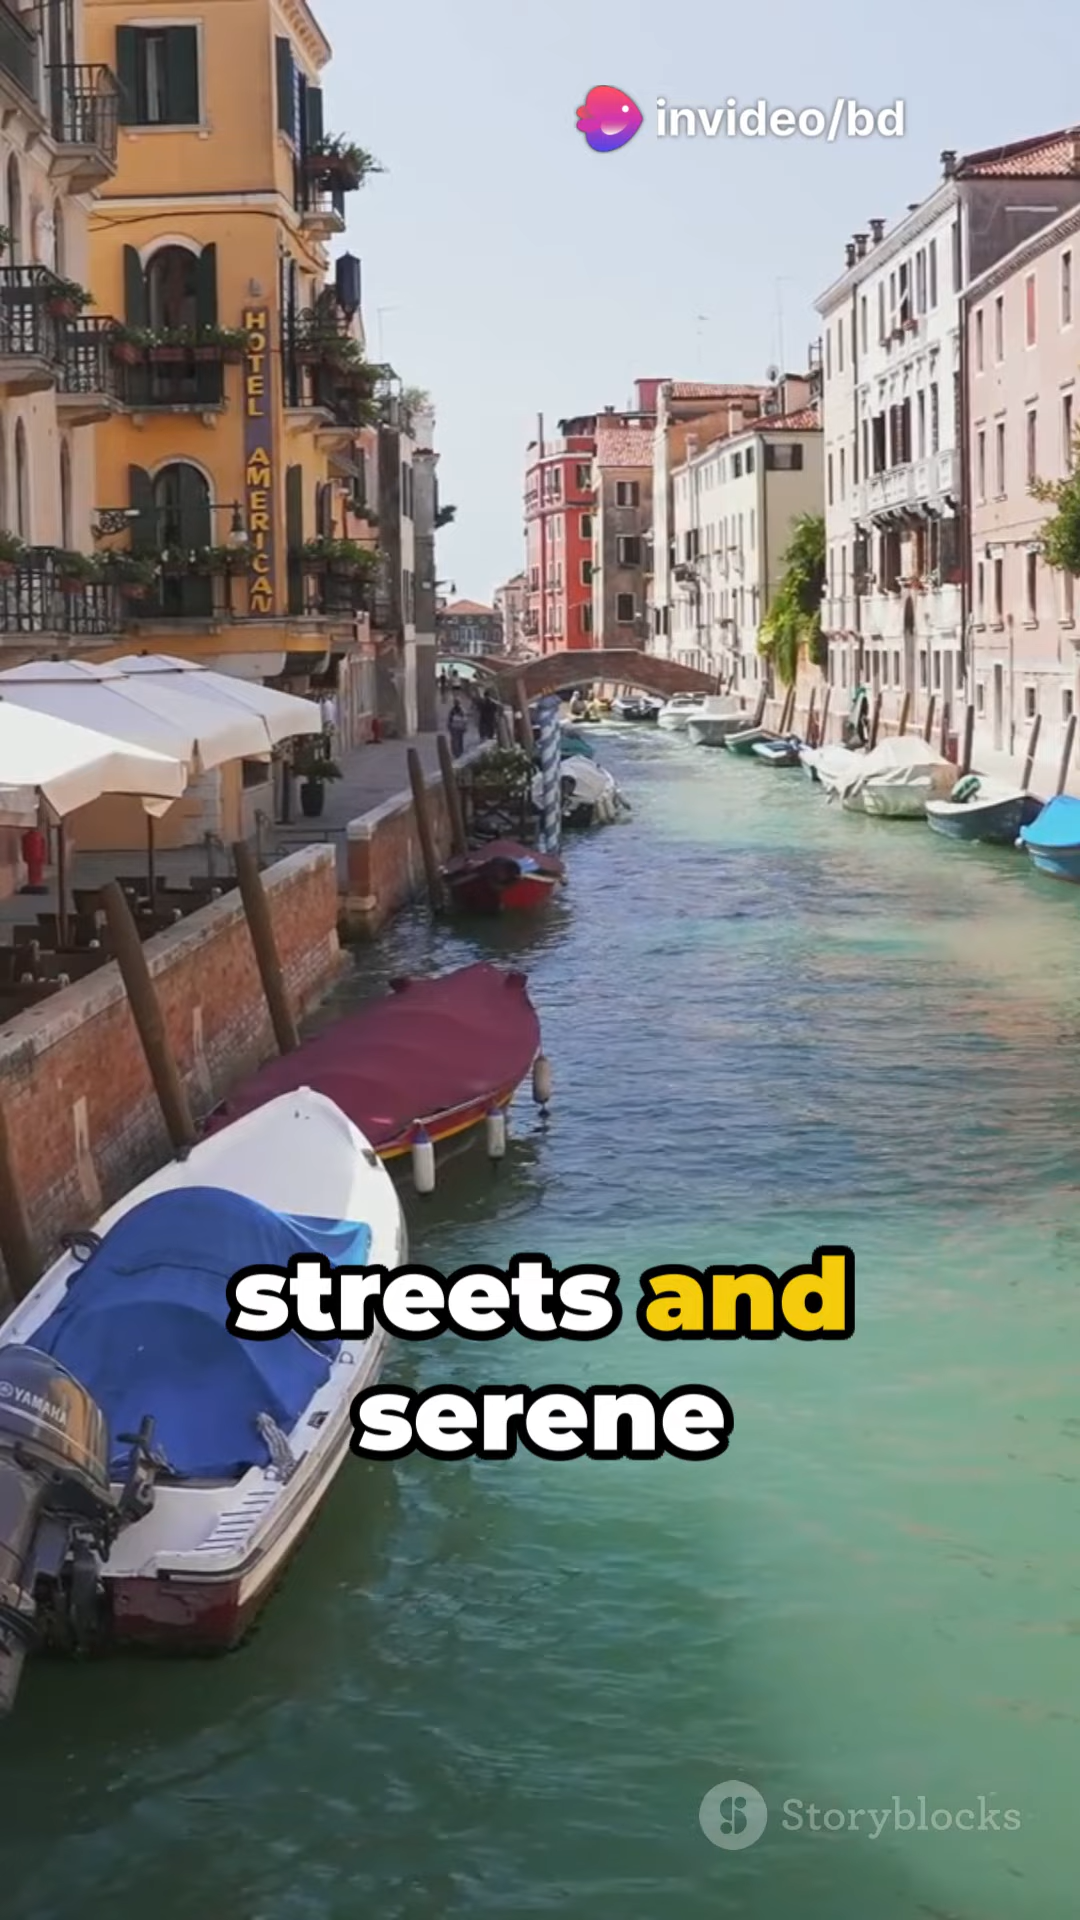 invideo/bd
HOTEL AMERICAN
streets and
serene
YAMAHA
Storyblocks